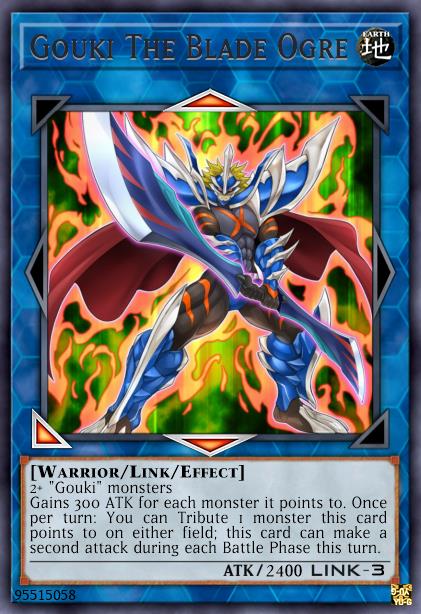 Gouki The Blade Ogre
EARTH
地
[Warrior/Link/Effect]
2+ "Gouki" monsters
Gains 300 ATK for each monster it points to. Once
per turn: You can Tribute 1 monster this card
points to on either field; this card can make a
second attack during each Battle Phase this turn.
ATK/2400 LINK-3
95515058